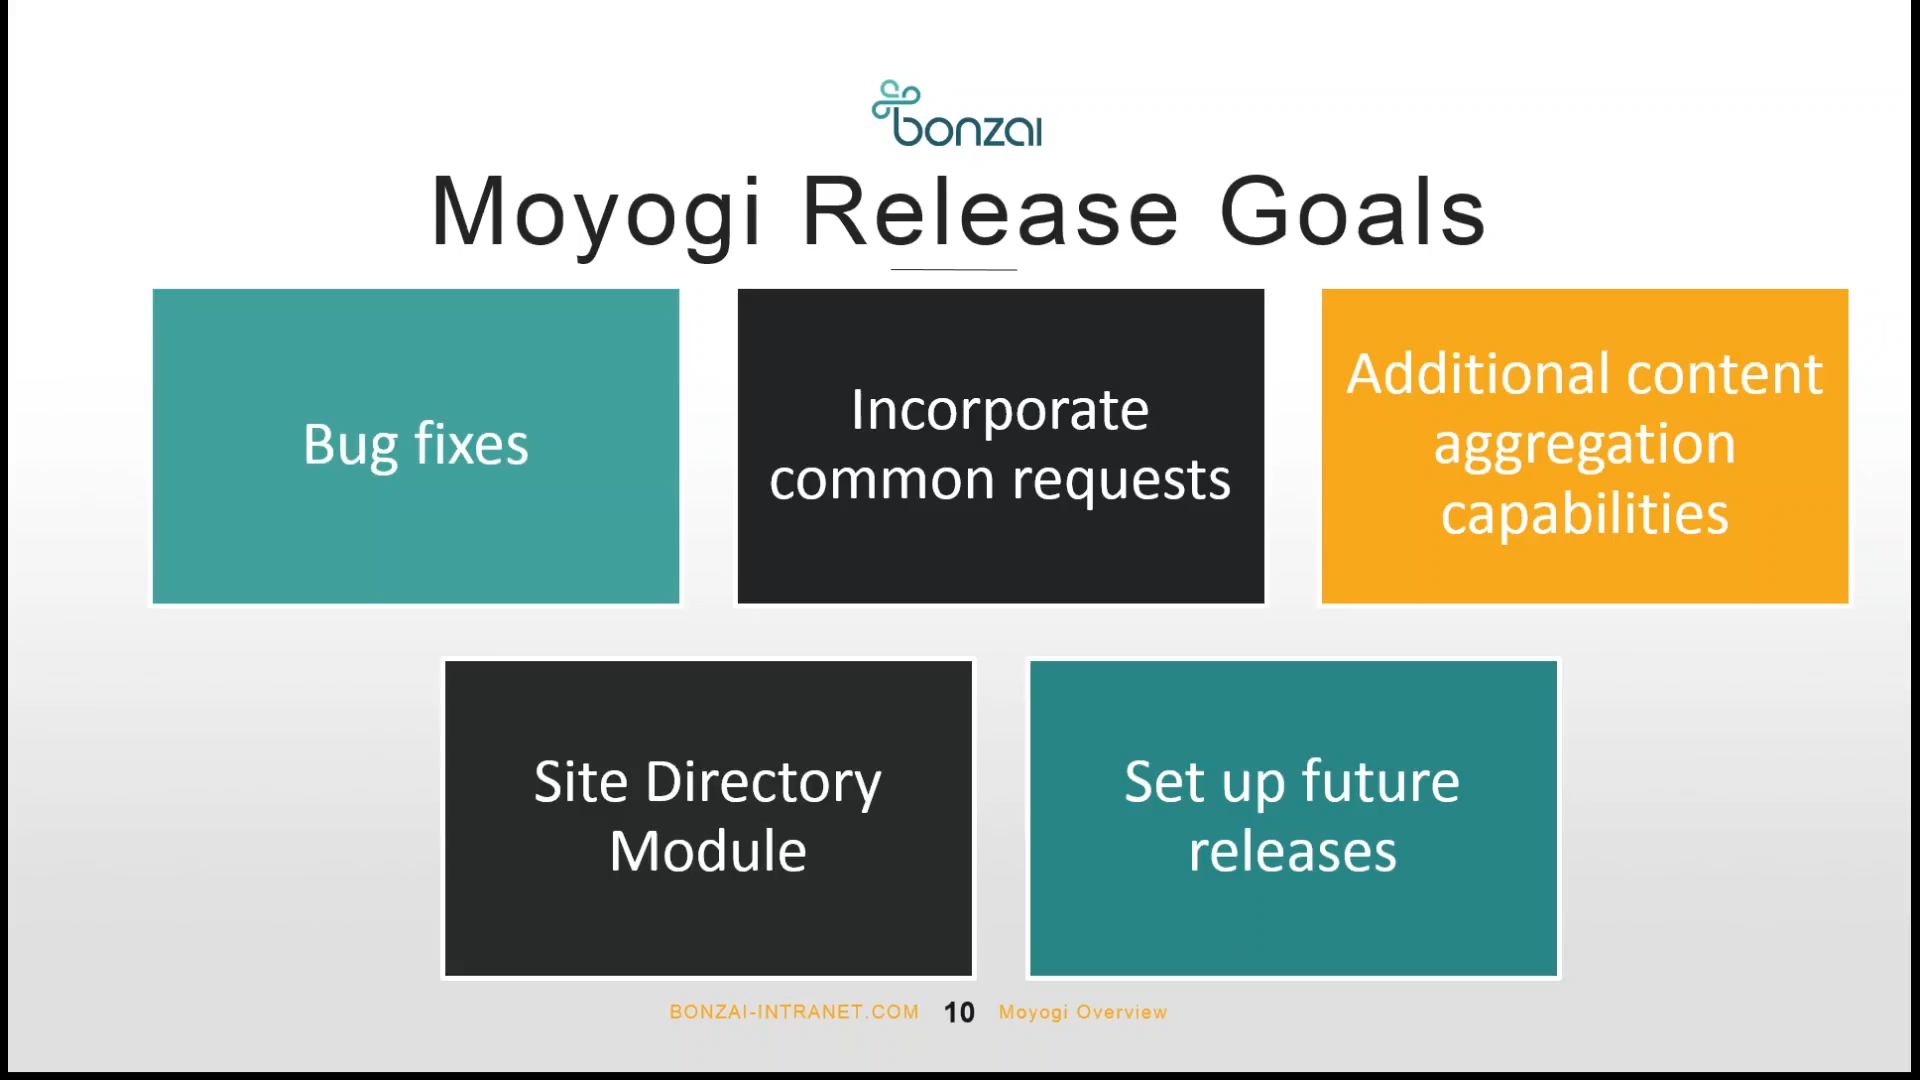 bonzai
Moyogi Release Goals
Bug fixes
Incorporate
common requests
Additional content
aggregation
capabilities
Site Directory
Module
Set up future
releases
BONZAI-INTRANET.COM 10 Moyogi Overview